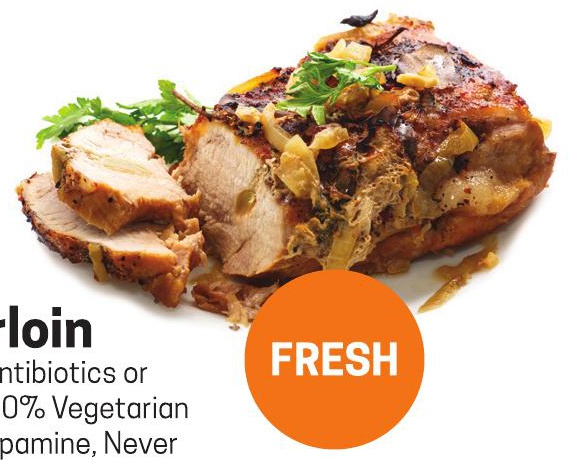 rloin
ntibiotics or
0% Vegetarian
pamine, Never
FRESH